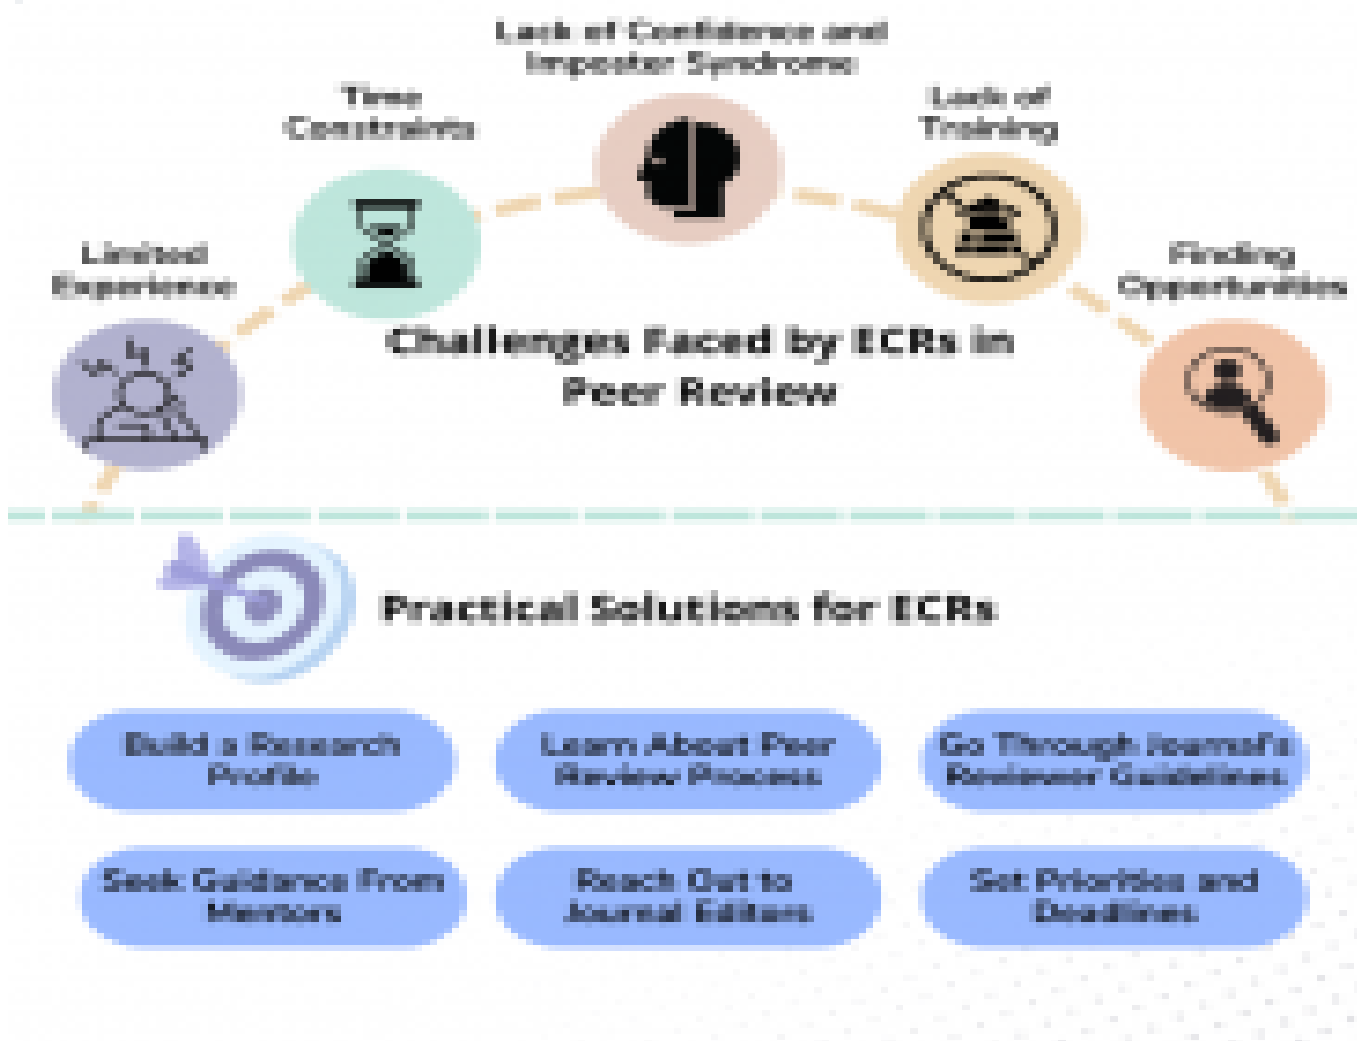 Lack of Confidence and
Imposter Syndrome
Time
Constraints
Lack of
Training
Limited
Experience
Finding
Opportunities
Challenges Faced by ECRs in
Peer Review
Practical Solutions for ECRs
Build a Research
Profile
Learn About Peer
Review Process
Go Through Journal's
Reviewer Guidelines
Seek Guidance From
Mentors
Reach Out to
Journal Editors
Set Priorities and
Deadlines